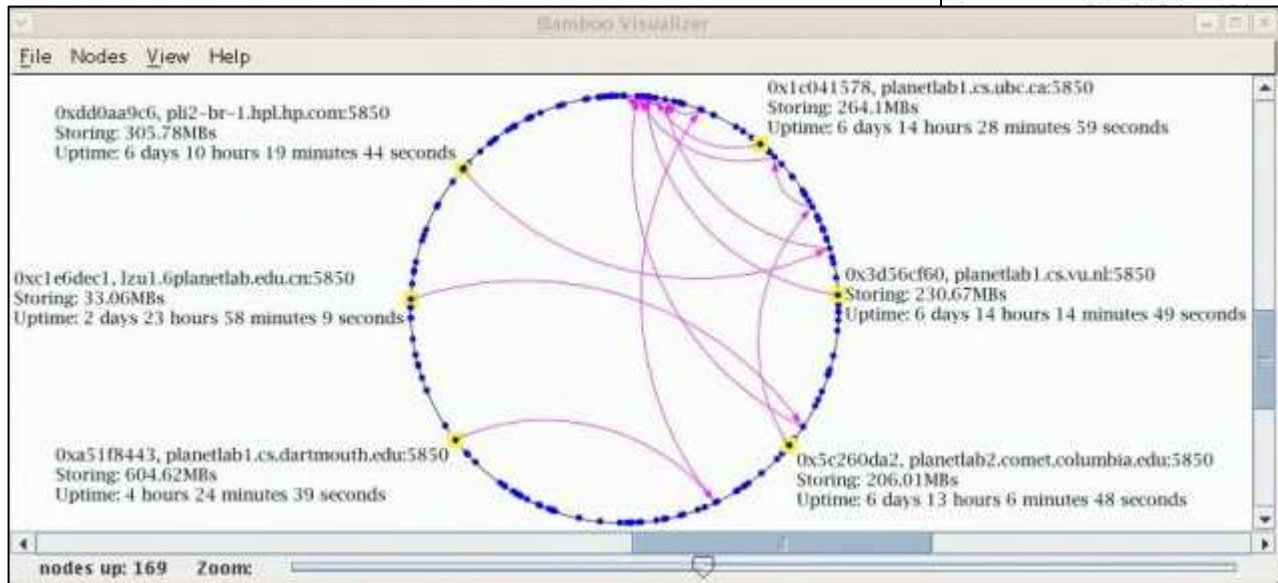 Bamboo Visualizer
File Nodes View Help
0xdd0aa9c6, pli2-br-1.hpl.hp.com:5850
Storing: 305.78MBs
Uptime: 6 days 10 hours 19 minutes 44 seconds
0x1c041578, planetlab1.cs.ubc.ca:5850
Storing: 264.1MBs
Uptime: 6 days 14 hours 28 minutes 59 seconds
0xc1e6dec1, lzu1.6planetlab.edu.cn:5850
Storing: 33.06MBs
Uptime: 2 days 23 hours 58 minutes 9 seconds
0x3d56cf60, planetlab1.cs.vu.nl:5850
Storing: 230.67MBs
Uptime: 6 days 14 hours 14 minutes 49 seconds
0xa51f8443, planetlab1.cs.dartmouth.edu:5850
Storing: 604.62MBs
Uptime: 4 hours 24 minutes 39 seconds
0x5c260da2, planetlab2.comet.columbia.edu:5850
Storing: 206.01MBs
Uptime: 6 days 13 hours 6 minutes 48 seconds
nodes up: 169 Zoom: